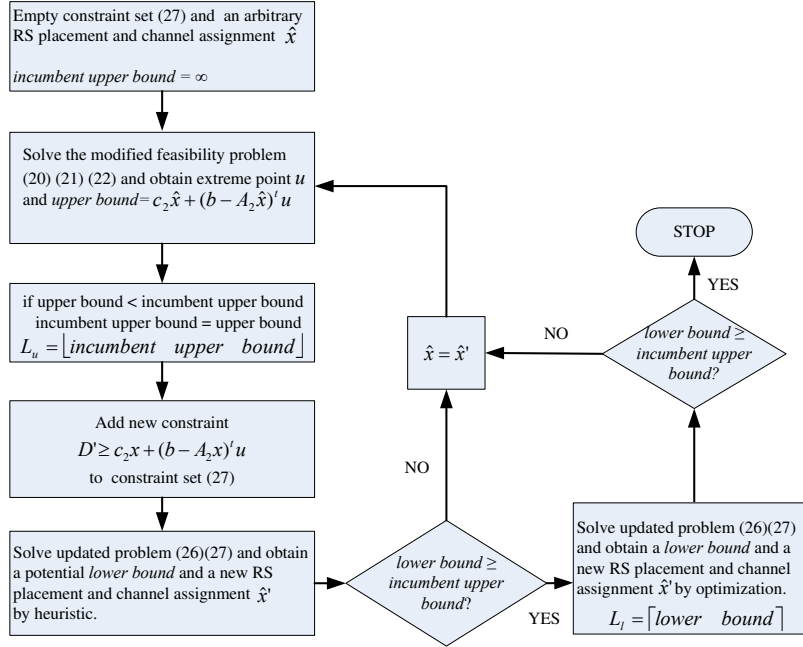 Empty constraint set (27) and an arbitrary
RS placement and channel assignment x̂
incumbent upper bound = ∞
Solve the modified feasibility problem
(20) (21) (22) and obtain extreme point u
and upper bound= c₂x̂ + (b − A₂x̂)ᵗ u
if upper bound < incumbent upper bound
incumbent upper bound = upper bound
Lᵤ = ⌊incumbent upper bound⌋
Add new constraint
D'≥ c₂x + (b − A₂x)ᵗ u
to constraint set (27)
Solve updated problem (26)(27) and obtain
a potential lower bound and a new RS
placement and channel assignment x̂'
by heuristic.
lower bound ≥
incumbent upper
bound?
NO
YES
x̂ = x̂'
Solve updated problem (26)(27)
and obtain a lower bound and a
new RS placement and channel
assignment x̂' by optimization.
Lₗ = ⌈lower bound⌉
lower bound ≥
incumbent upper
bound?
NO
YES
STOP